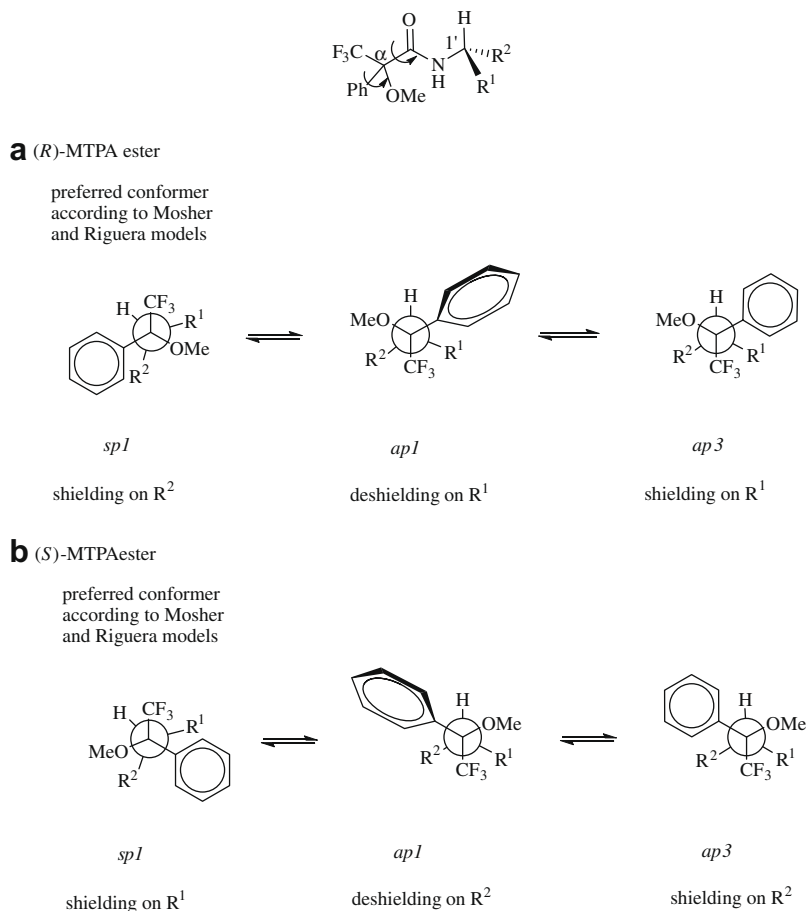 O
H
F₃C
α
1'
R²
N
H
R¹
Ph
OMe
a (R)-MTPA ester
preferred conformer
according to Mosher
and Riguera models
H
CF₃
R¹
OMe
R²
H
MeO
R²
R¹
CF₃
H
MeO
R²
R¹
CF₃
sp1
ap1
ap3
shielding on R²
deshielding on R¹
shielding on R¹
b (S)-MTPAester
preferred conformer
according to Mosher
and Riguera models
H
CF₃
R¹
MeO
R²
H
OMe
R²
R¹
CF₃
H
OMe
R²
R¹
CF₃
sp1
ap1
ap3
shielding on R¹
deshielding on R²
shielding on R²